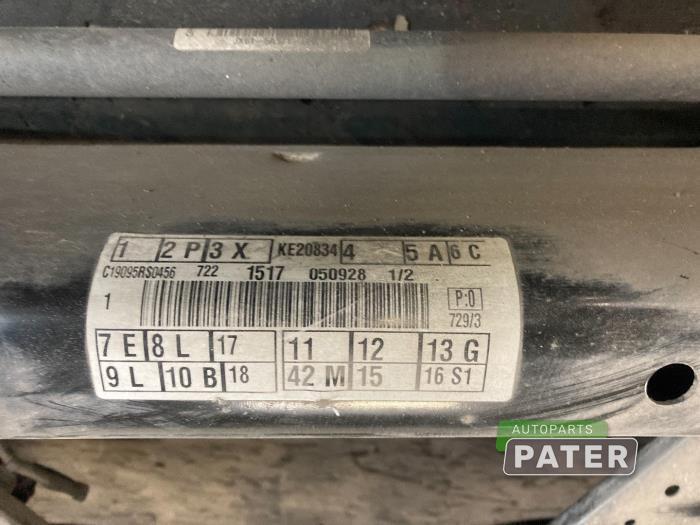 1 2 P 3 X KE20834 4 5 A 6 C
C19095RS0456 722 1517 050928 1/2
1 P:0
729/3
7 E 8 L 17 11 12 13 G
9 L 10 B 18 42 M 15 16 S1
AUTOPARTS
PATER